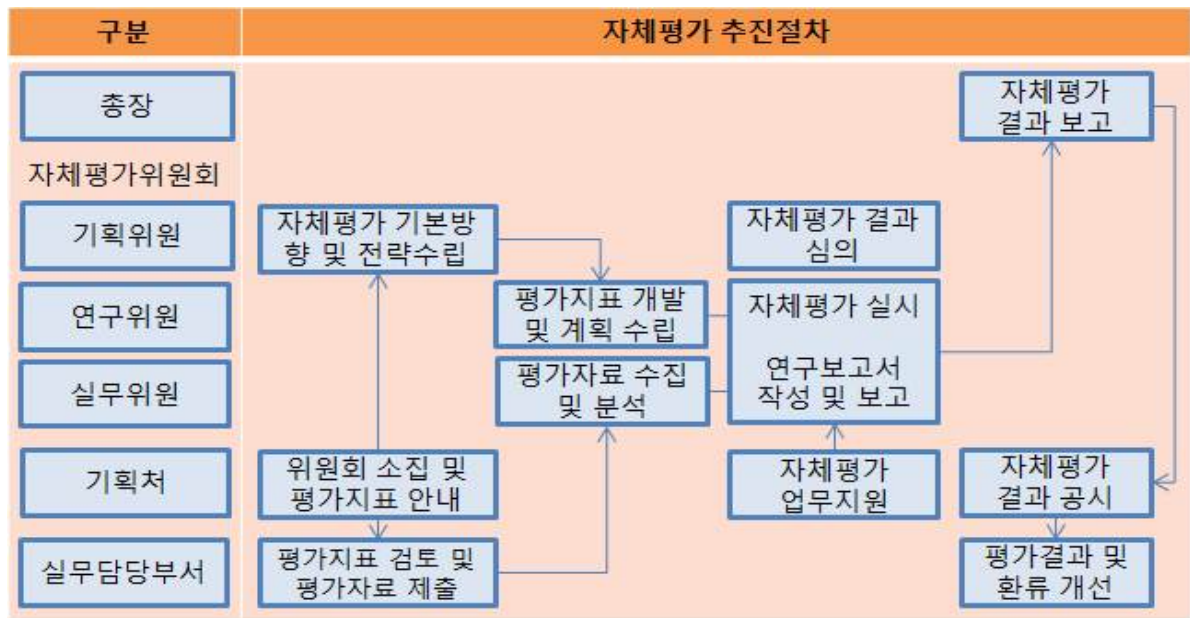 구분
자체평가 추진절차
총장
자체평가
결과 보고
자체평가위원회
기획위원
자체평가 기본방
향 및 전략수립
자체평가 결과
심의
연구위원
평가지표 개발
및 계획 수립
자체평가 실시
연구보고서
작성 및 보고
실무위원
평가자료 수집
및 분석
기획처
위원회 소집 및
평가지표 안내
자체평가
업무지원
자체평가
결과 공시
실무담당부서
평가지표 검토 및
평가자료 제출
평가결과 및
환류 개선